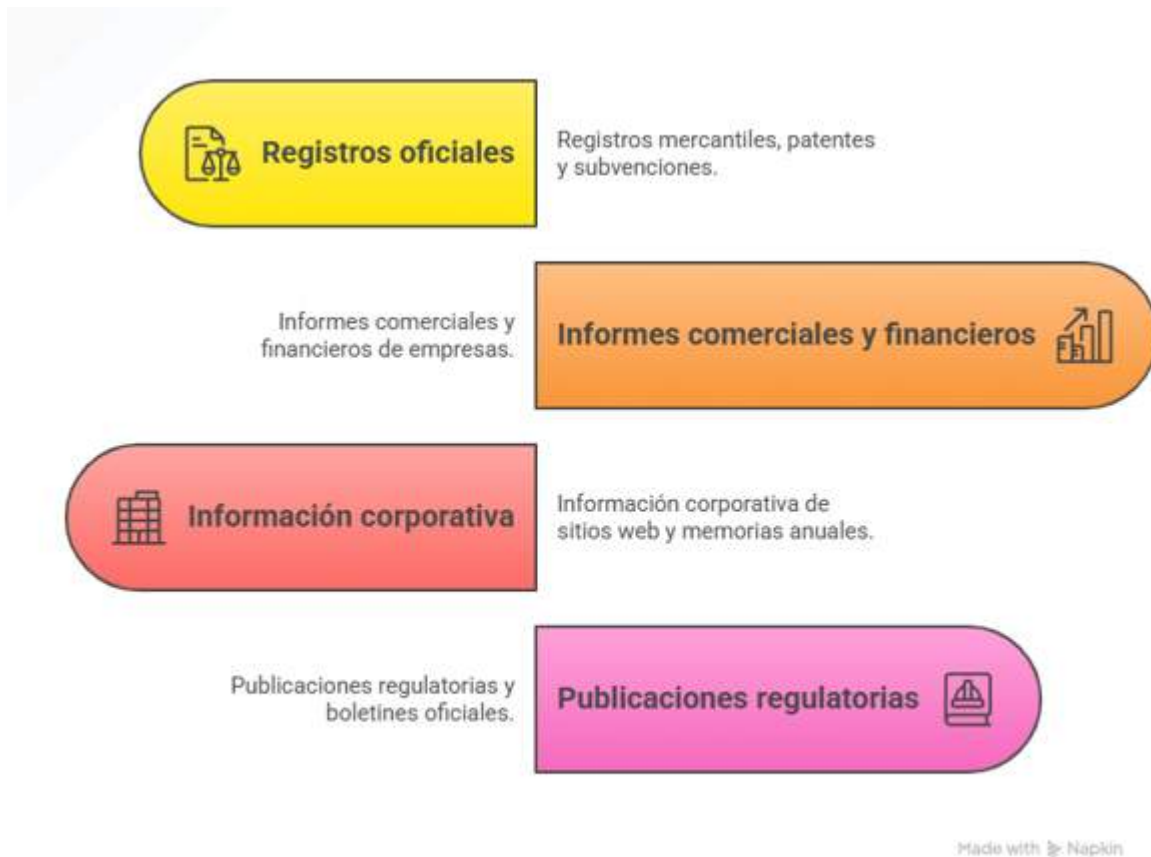 Registros oficiales
Registros mercantiles, patentes
y subvenciones.
Informes comerciales y
financieros de empresas.
Informes comerciales y financieros
Información corporativa
Información corporativa de
sitios web y memorias anuales.
Publicaciones regulatorias y
boletines oficiales.
Publicaciones regulatorias
Made with Napkin